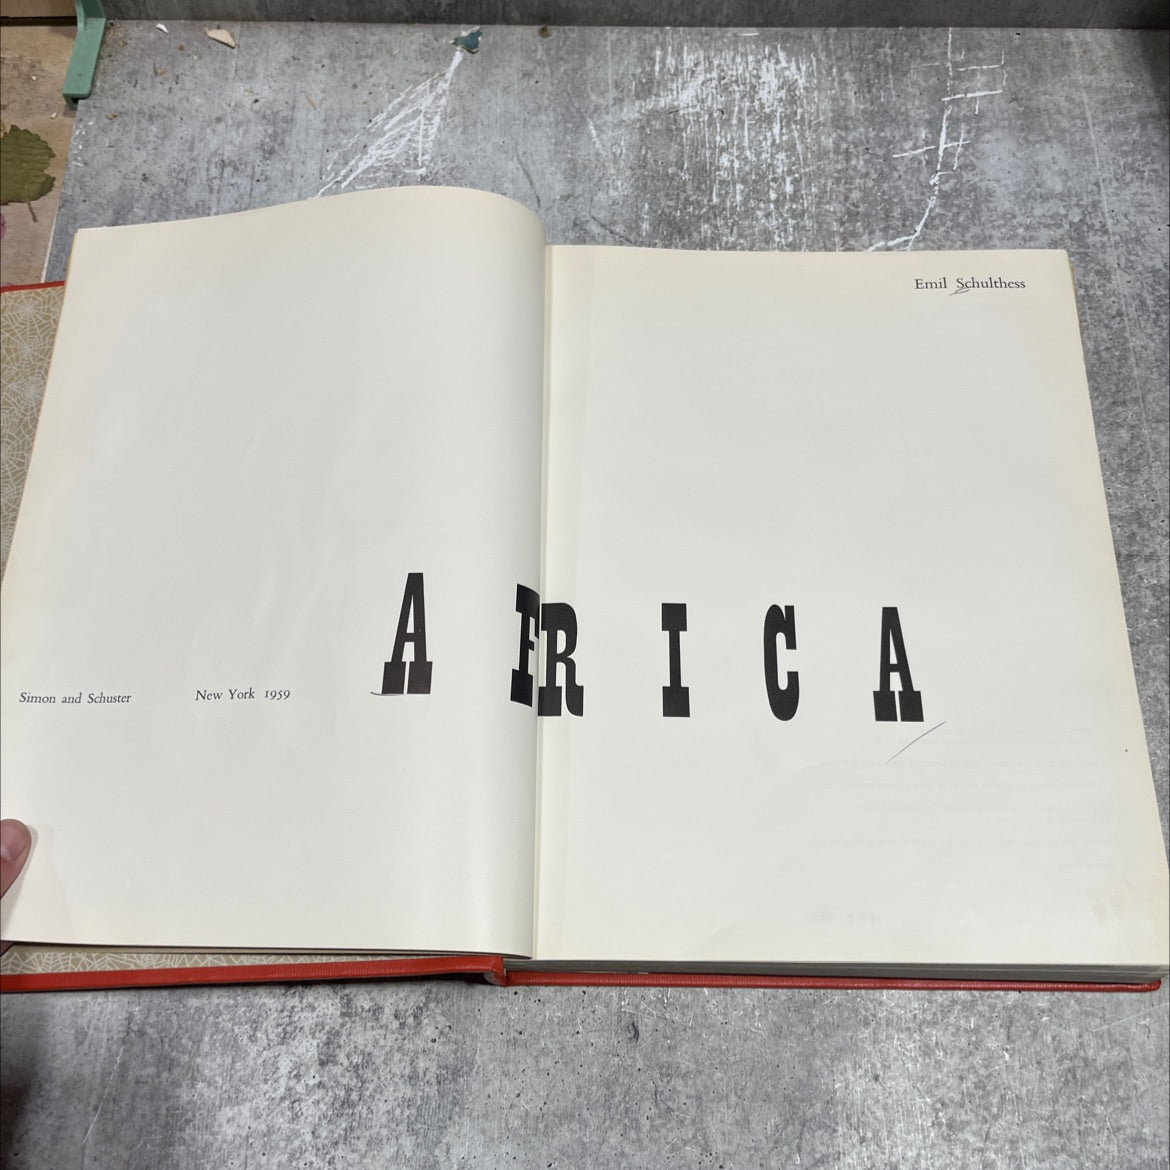 Emil Schulthess
AFRICA
Simon and Schuster New York 1959